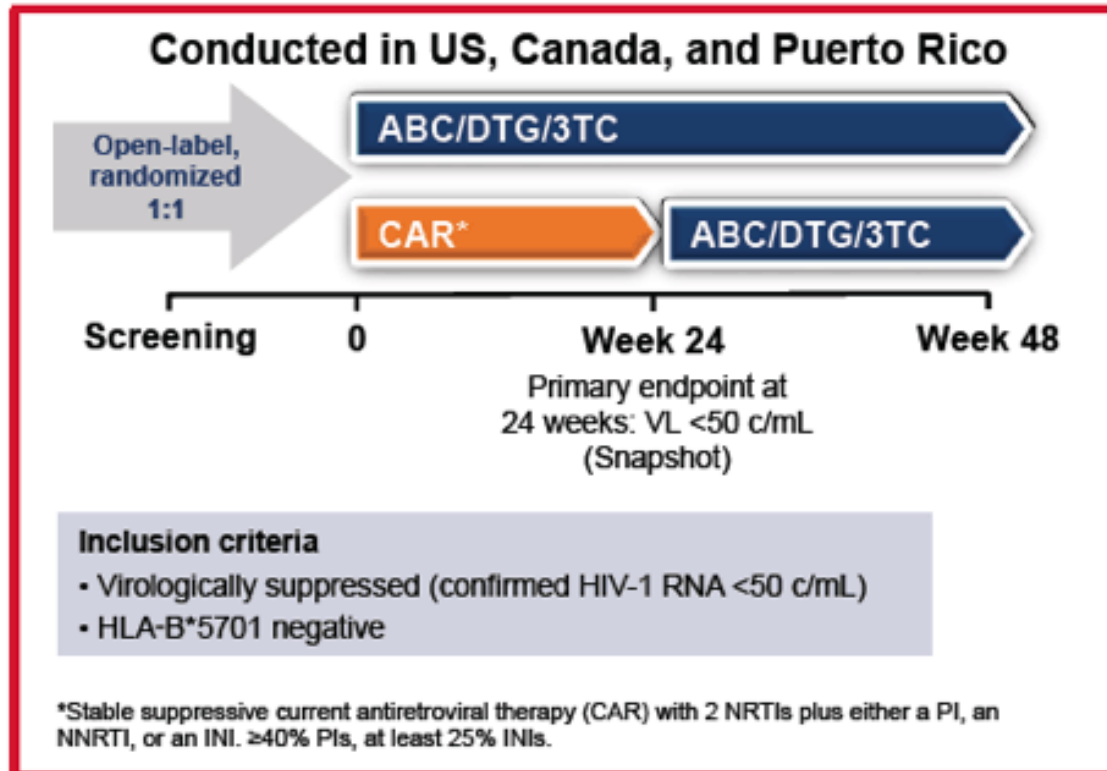 Conducted in US, Canada, and Puerto Rico
Open-label,
randomized
1:1
ABC/DTG/3TC
CAR*
ABC/DTG/3TC
Screening
0
Week 24
Week 48
Primary endpoint at
24 weeks: VL <50 c/mL
(Snapshot)
Inclusion criteria
• Virologically suppressed (confirmed HIV-1 RNA <50 c/mL)
• HLA-B*5701 negative
*Stable suppressive current antiretroviral therapy (CAR) with 2 NRTIs plus either a PI, an
NNRTI, or an INI. ≥40% PIs, at least 25% INIs.